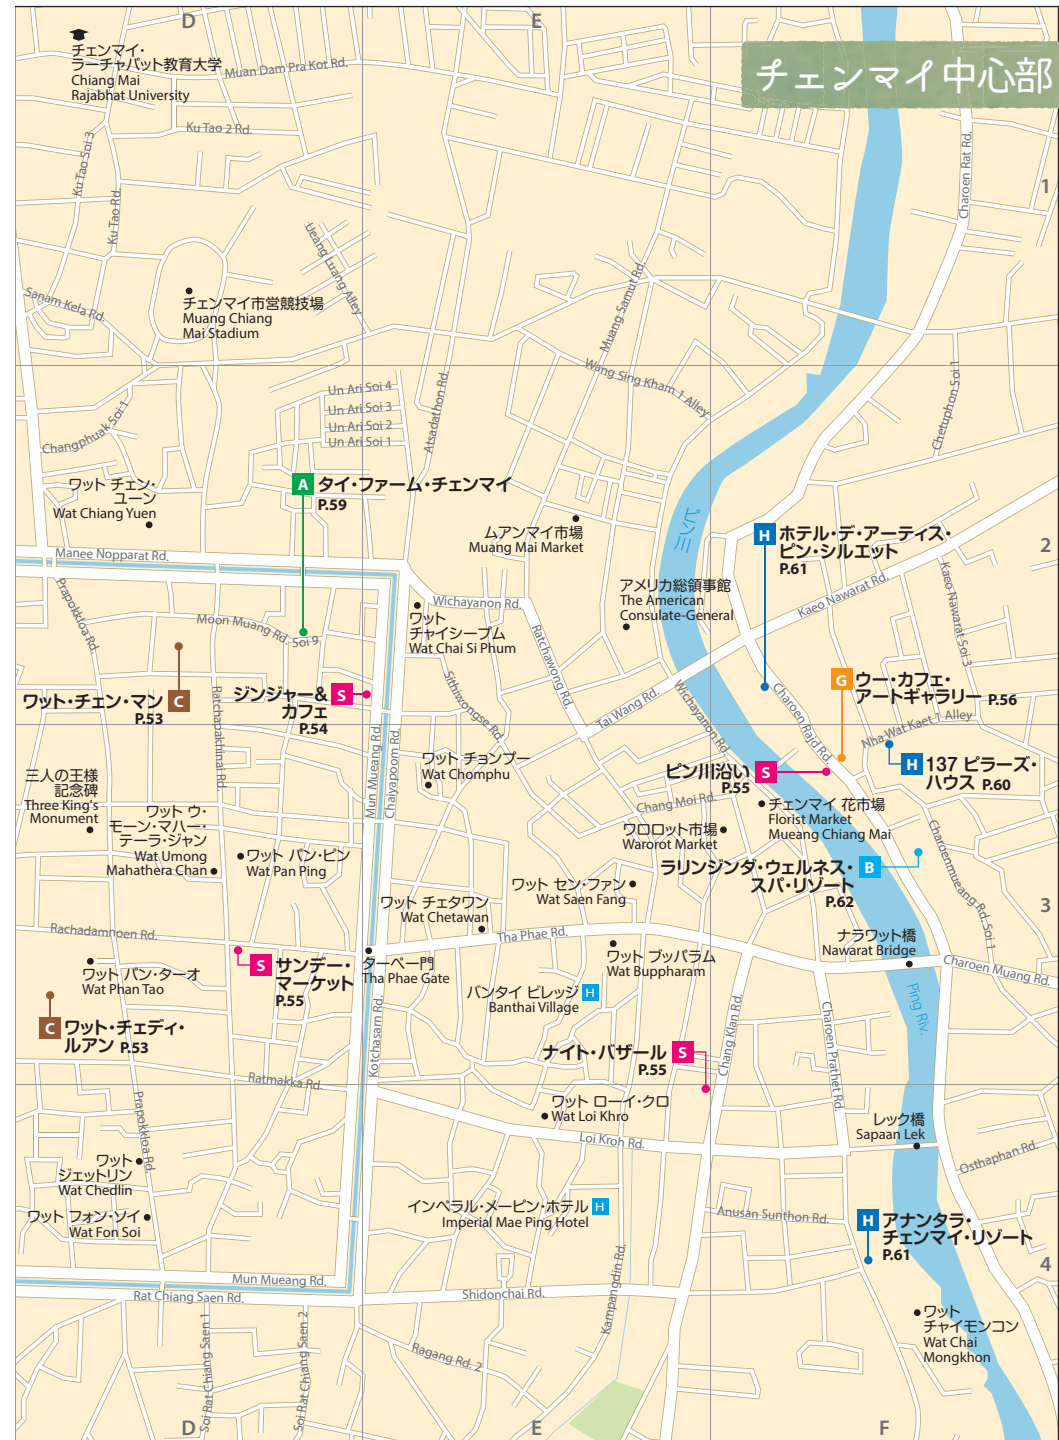 D
E
チェンマイ中心部
チェンマイ・
ラーチャパット教育大学
Chiang Mai
Rajabhat University
Muan Dam Pra Kot Rd.
Ku Tao 2 Rd.
Ku Tao Soi 3
Ku Tao Rd.
Charoen Rat Rd.
1
Ueang Luang Alley
Sanam Kela Rd.
チェンマイ市営競技場
Muang Chiang
Mai Stadium
Muang Samut Rd.
Wang Sing Kham 1 Alley
Un Ari Soi 4
Un Ari Soi 3
Un Ari Soi 2
Un Ari Soi 1
Atsadathon Rd.
Chetuphon Soi 1
Changphuak Soi 1
ワット チェン・
ユーン
Wat Chiang Yuen
A
タイ・ファーム・チェンマイ
P.59
ムアンマイ市場
Muang Mai Market
ピン川
H
ホテル・デ・アーティス・
ピン・シルエット
P.61
2
Manee Nopparat Rd.
Prapokkloa Rd.
Moon Muang Rd. Soi 9
Wichayanon Rd.
ワット
チャイシープム
Wat Chai Si Phum
アメリカ総領事館
The American
Consulate-General
Kaeo Nawarat Rd.
Kaeo Nawarat Soi 3
Ratchawong Rd.
Sithiwongse Rd.
Tai Wang Rd.
Wichayanon Rd.
Charoen Rajd Rd.
ワット・チェン・マン
P.53
C
Ratchapakhinai Rd.
ジンジャー&
カフェ
P.54
S
G
ウー・カフェ・
アートギャラリー P.56
Nha Wat Kaet 1 Alley
Mun Mueang Rd.
Chaiyapoom Rd.
ワット チョンプー
Wat Chomphu
ピン川沿い
P.55
S
H
137 ピラーズ・
ハウス P.60
三人の王様
記念碑
Three King's
Monument
ワット ウ・
モーン・マハー・
テーラ・ジャン
Wat Umong
Mahathera Chan
ワット パン・ピン
Wat Pan Ping
Chang Moi Rd.
チェンマイ 花市場
Florist Market
Mueang Chiang Mai
ワロロット市場
Warorot Market
Charoenmueang Rd. Soi 1
ラリンジンダ・ウェルネス・
スパ・リゾート
P.62
B
ワット セン・ファン
Wat Saen Fang
ワット チェタワン
Wat Chetawan
3
Rachadamnoen Rd.
Tha Phae Rd.
ナラワット橋
Nawarat Bridge
ワット パン・ターオ
Wat Phan Tao
S
サンデー・
マーケット
P.55
ターペー門
Tha Phae Gate
ワット ブッパラム
Wat Buppharam
Charoen Muang Rd.
バンタイ ビレッジ
Banthai Village
H
Ping Riv.
C
ワット・チェディ・
ルアン P.53
Kotchasarn Rd.
ナイト・バザール
P.55
S
Chang Klan Rd.
Charoen Prathet Rd.
Ratmakka Rd.
Prapokkloa Rd.
ワット ローイ・クロ
Wat Loi Khro
Loi Kroh Rd.
レック橋
Sapaan Lek
Osthaphan Rd.
ワット
ジェットリン
Wat Chedlin
ワット フォン・ソイ
Wat Fon Soi
インペラル・メーピン・ホテル
Imperial Mae Ping Hotel
H
Anusan Sunthon Rd.
H
アナンタラ・
チェンマイ・リゾート
P.61
4
Mun Mueang Rd.
Rat Chiang Saen Rd.
Shidonchai Rd.
Kampangdin Rd.
Soi Rat Chiang Saen 1
Soi Rat Chiang Saen 2
Ragang Rd. 2
ワット
チャイモンコン
Wat Chai
Mongkhon
D
E
F